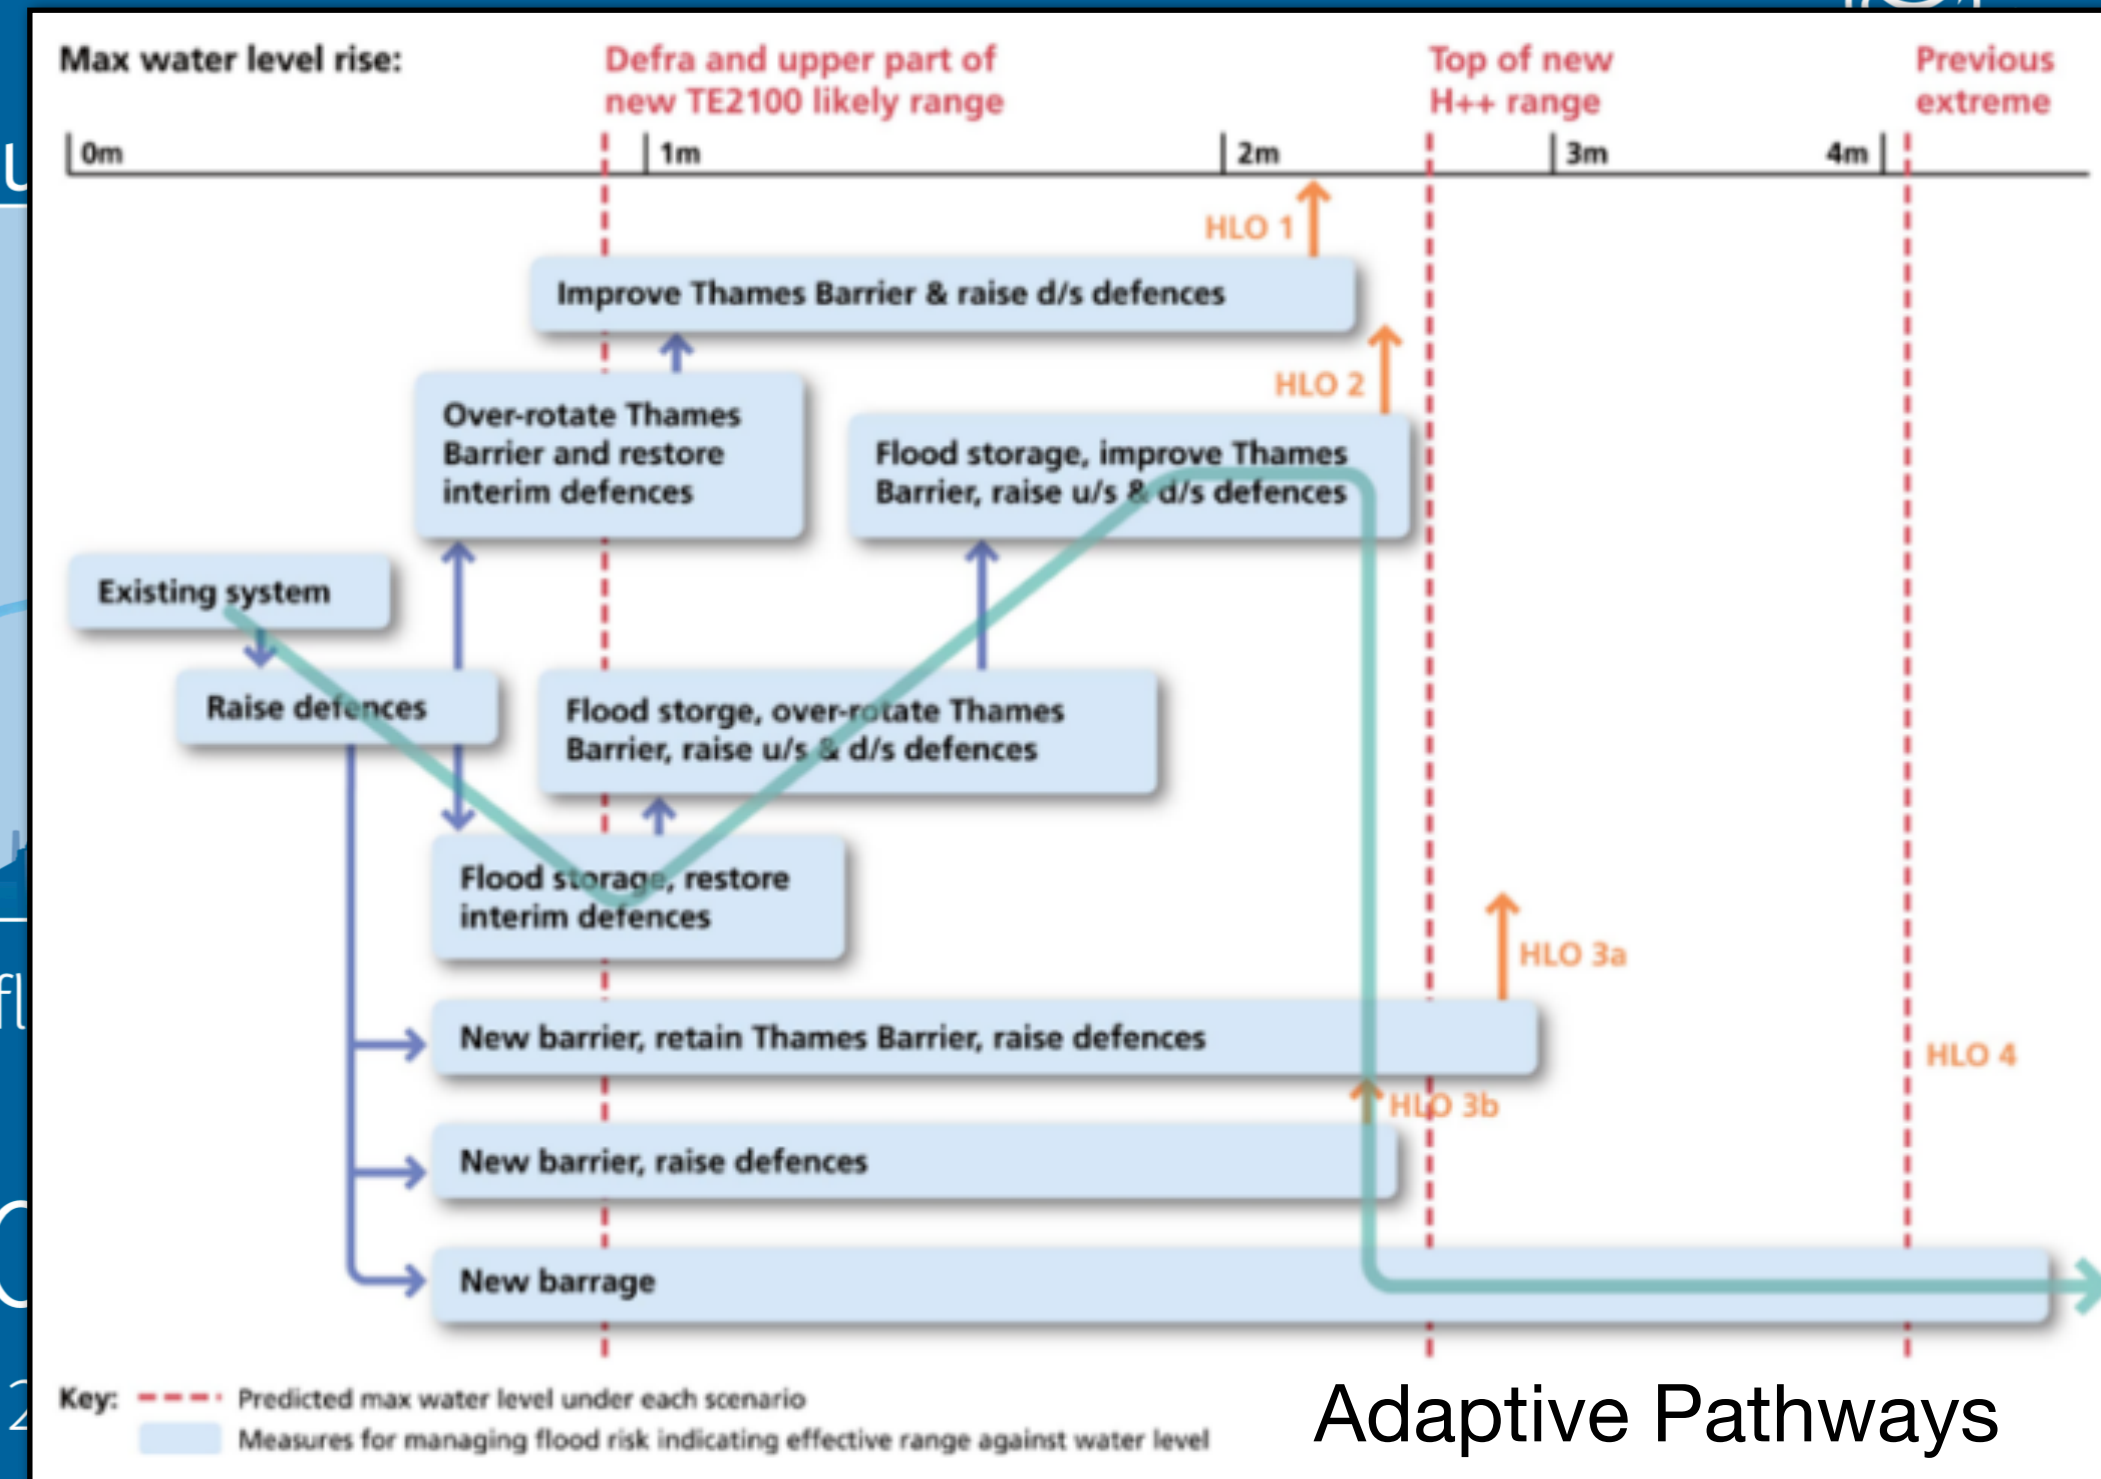 Max water level rise:
Defra and upper part of
new TE2100 likely range
Top of new
H++ range
Previous
extreme
0m 1m 2m 3m 4m
HLO 1
Improve Thames Barrier & raise d/s defences
HLO 2
Over-rotate Thames
Barrier and restore
interim defences
Flood storage, improve Thames
Barrier, raise u/s & d/s defences
Existing system
Raise defences
Flood storge, over-rotate Thames
Barrier, raise u/s & d/s defences
Flood storage, restore
interim defences
HLO 3a
New barrier, retain Thames Barrier, raise defences
HLO 4
HLO 3b
New barrier, raise defences
New barrage
Key: Predicted max water level under each scenario
Measures for managing flood risk indicating effective range against water level
Adaptive Pathways